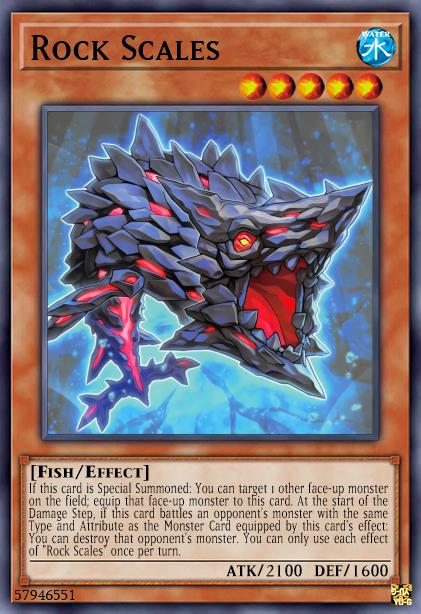 Rock Scales
WATER
水
[Fish/Effect]
If this card is Special Summoned: You can target 1 other face-up monster
on the field; equip that face-up monster to this card. At the start of the
Damage Step, if this card battles an opponent's monster with the same
Type and Attribute as the Monster Card equipped by this card's effect:
You can destroy that opponent's monster. You can only use each effect
of "Rock Scales" once per turn.
ATK/2100 DEF/1600
57946551